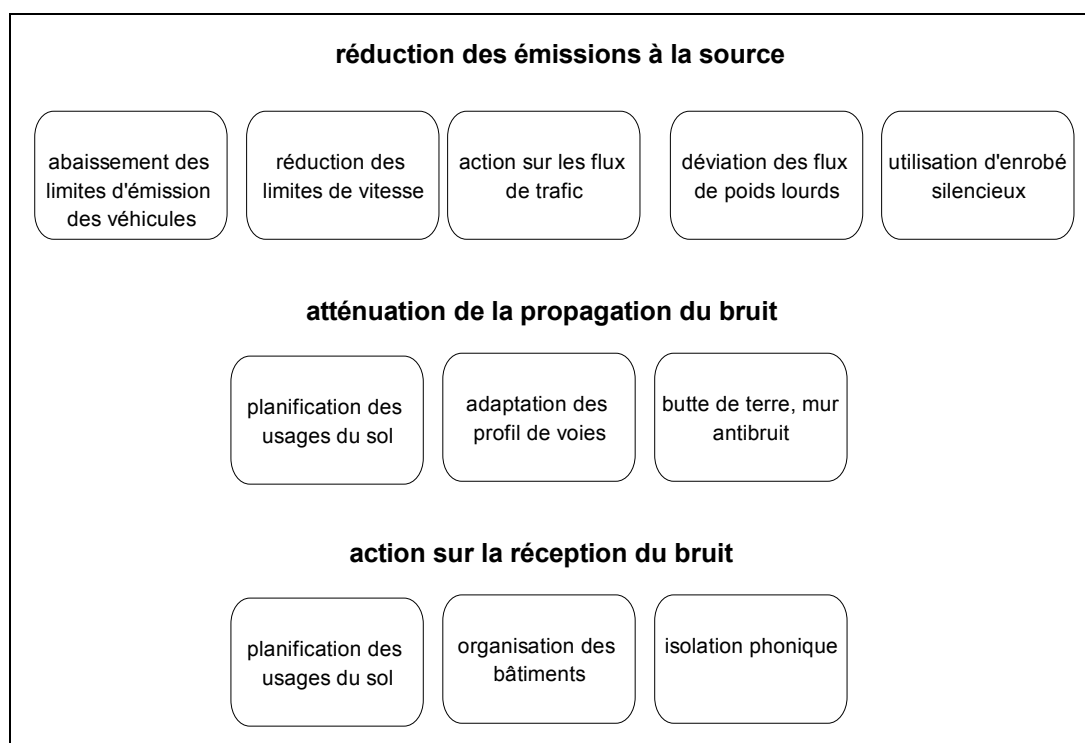 réduction des émissions à la source
abaissement des
limites d'émission
des véhicules
réduction des
limites de vitesse
action sur les flux
de trafic
déviation des flux
de poids lourds
utilisation d'enrobé
silencieux
atténuation de la propagation du bruit
planification des
usages du sol
adaptation des
profil de voies
butte de terre, mur
antibruit
action sur la réception du bruit
planification des
usages du sol
organisation des
bâtiments
isolation phonique